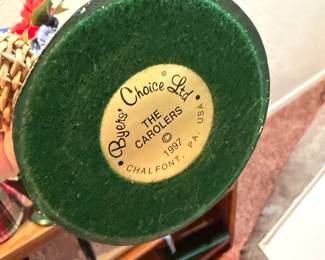 Byers' Choice® Ltd
THE
CAROLERS
©
1997
CHALFONT, PA. USA